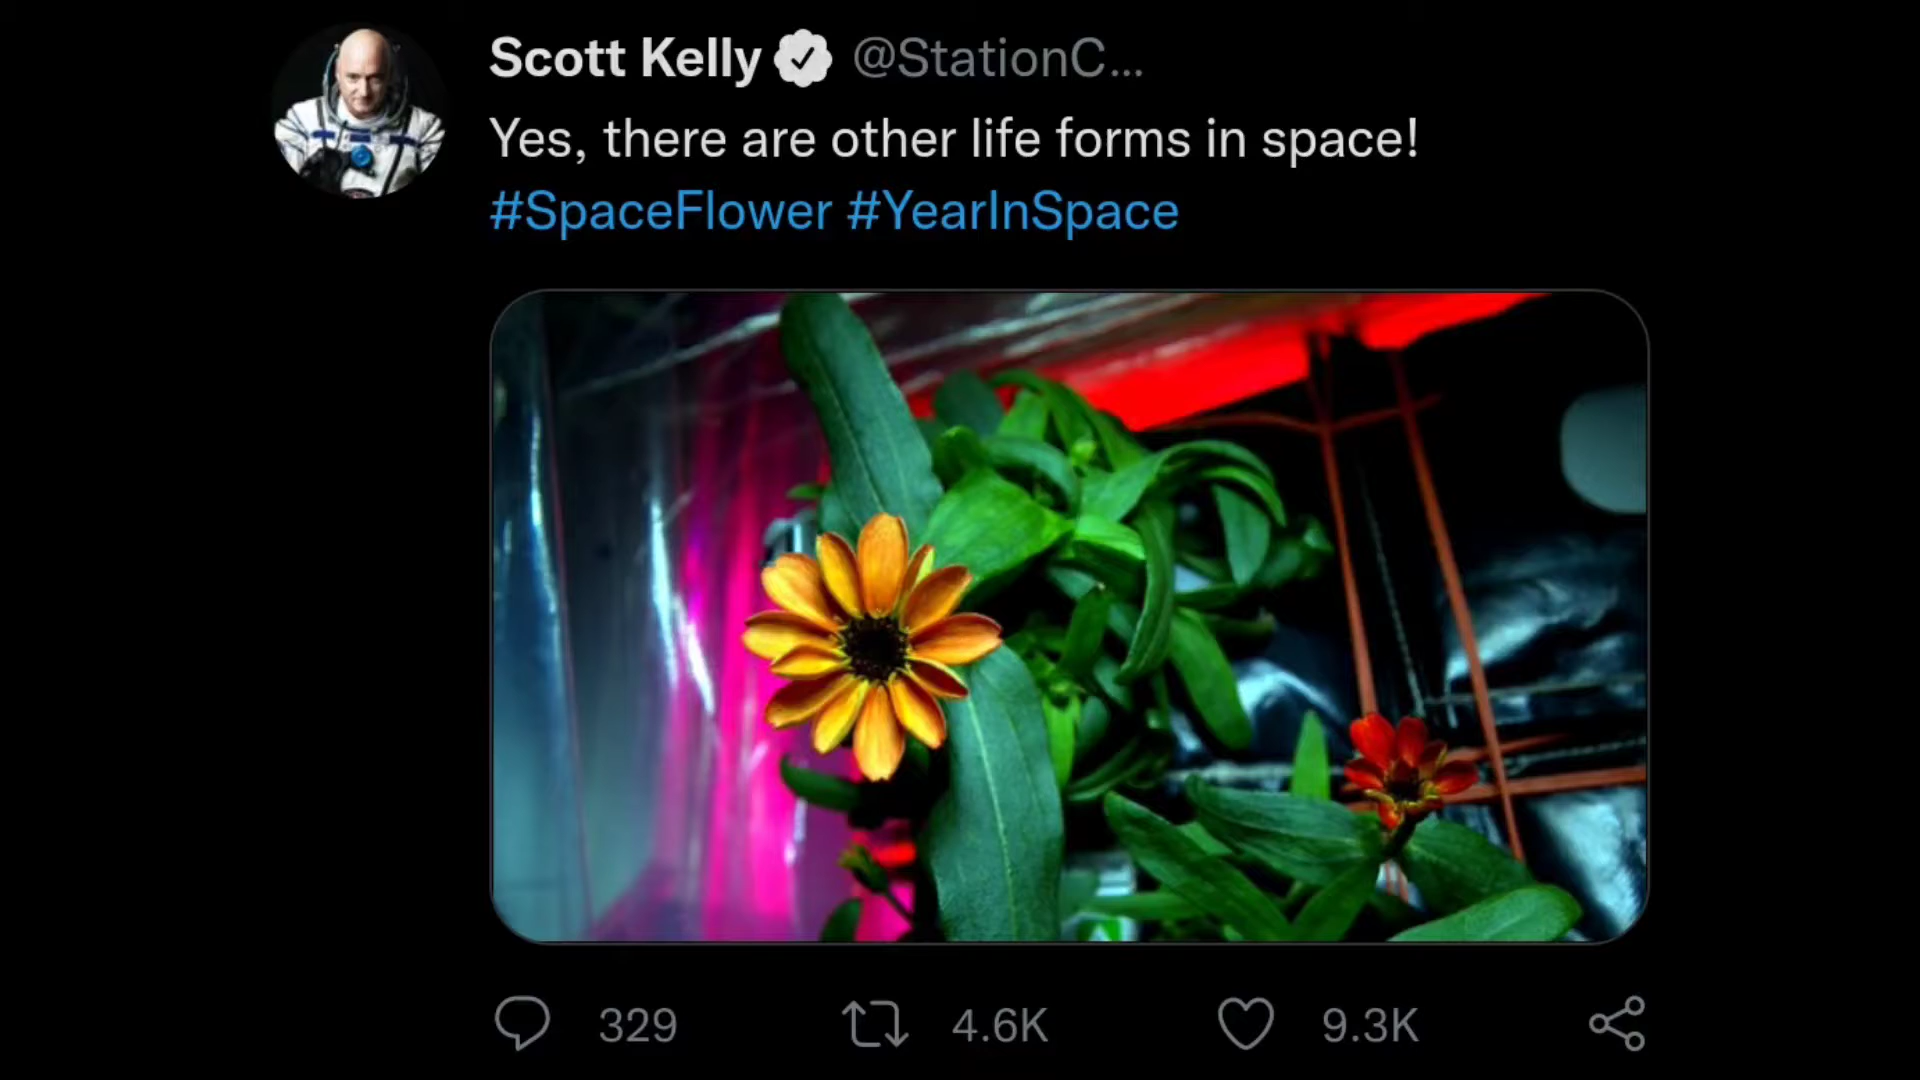 Scott Kelly @StationC...
Yes, there are other life forms in space!
#SpaceFlower #YearInSpace
329 4.6K 9.3K